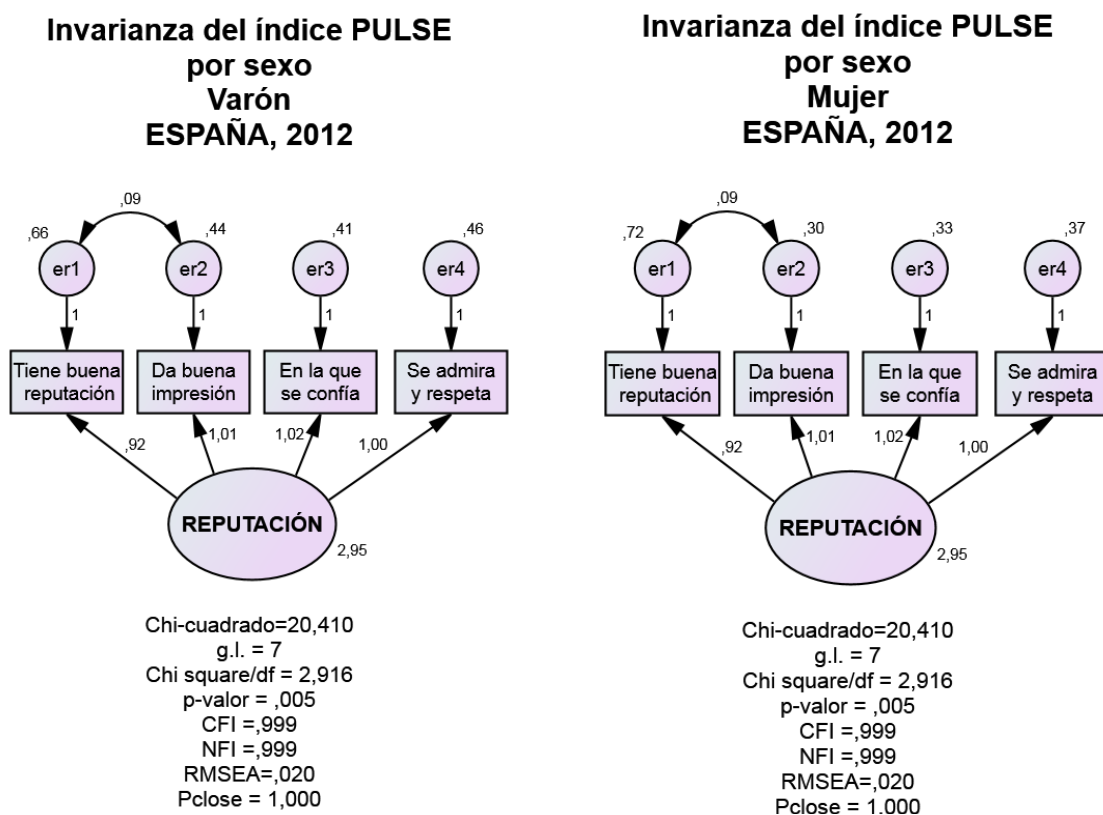 Invarianza del índice PULSE
por sexo
Varón
ESPAÑA, 2012
,09
,66
,44
,41
,46
er1
er2
er3
er4
1
1
1
1
Tiene buena
reputación
Da buena
impresión
En la que
se confía
Se admira
y respeta
,92
1,01
1,02
1,00
REPUTACIÓN
2,95
Chi-cuadrado=20,410
g.l. = 7
Chi square/df = 2,916
p-valor = ,005
CFI =,999
NFI =,999
RMSEA=,020
Pclose = 1,000
Invarianza del índice PULSE
por sexo
Mujer
ESPAÑA, 2012
,09
,72
,30
,33
,37
er1
er2
er3
er4
1
1
1
1
Tiene buena
reputación
Da buena
impresión
En la que
se confía
Se admira
y respeta
,92
1,01
1,02
1,00
REPUTACIÓN
2,95
Chi-cuadrado=20,410
g.l. = 7
Chi square/df = 2,916
p-valor = ,005
CFI =,999
NFI =,999
RMSEA=,020
Pclose = 1,000